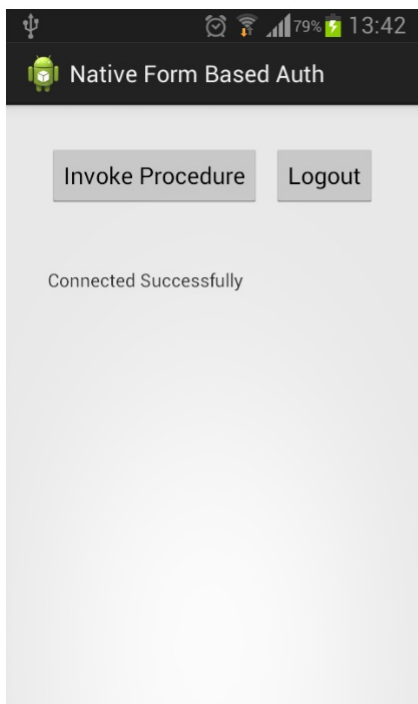 79% 13:42
Native Form Based Auth
Invoke Procedure Logout
Connected Successfully